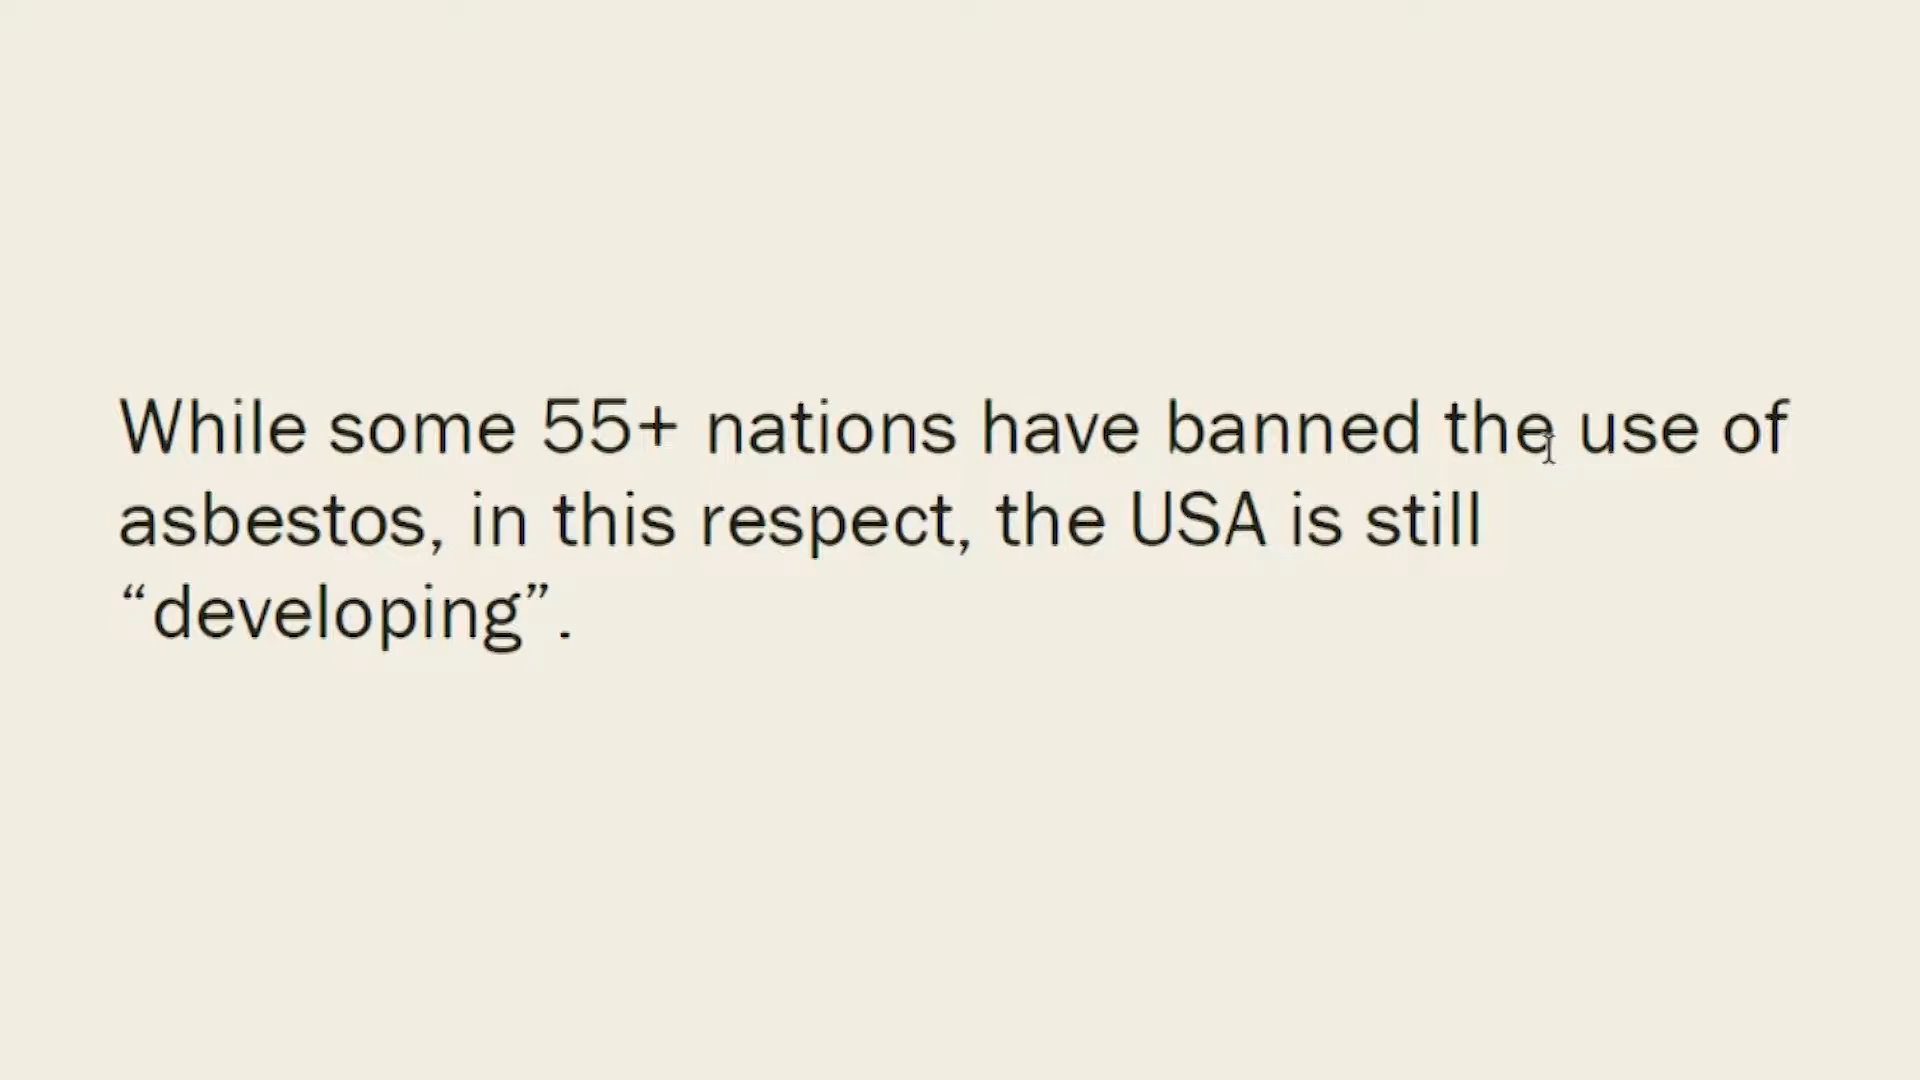 While some 55+ nations have banned the use of
asbestos, in this respect, the USA is still
“developing”.